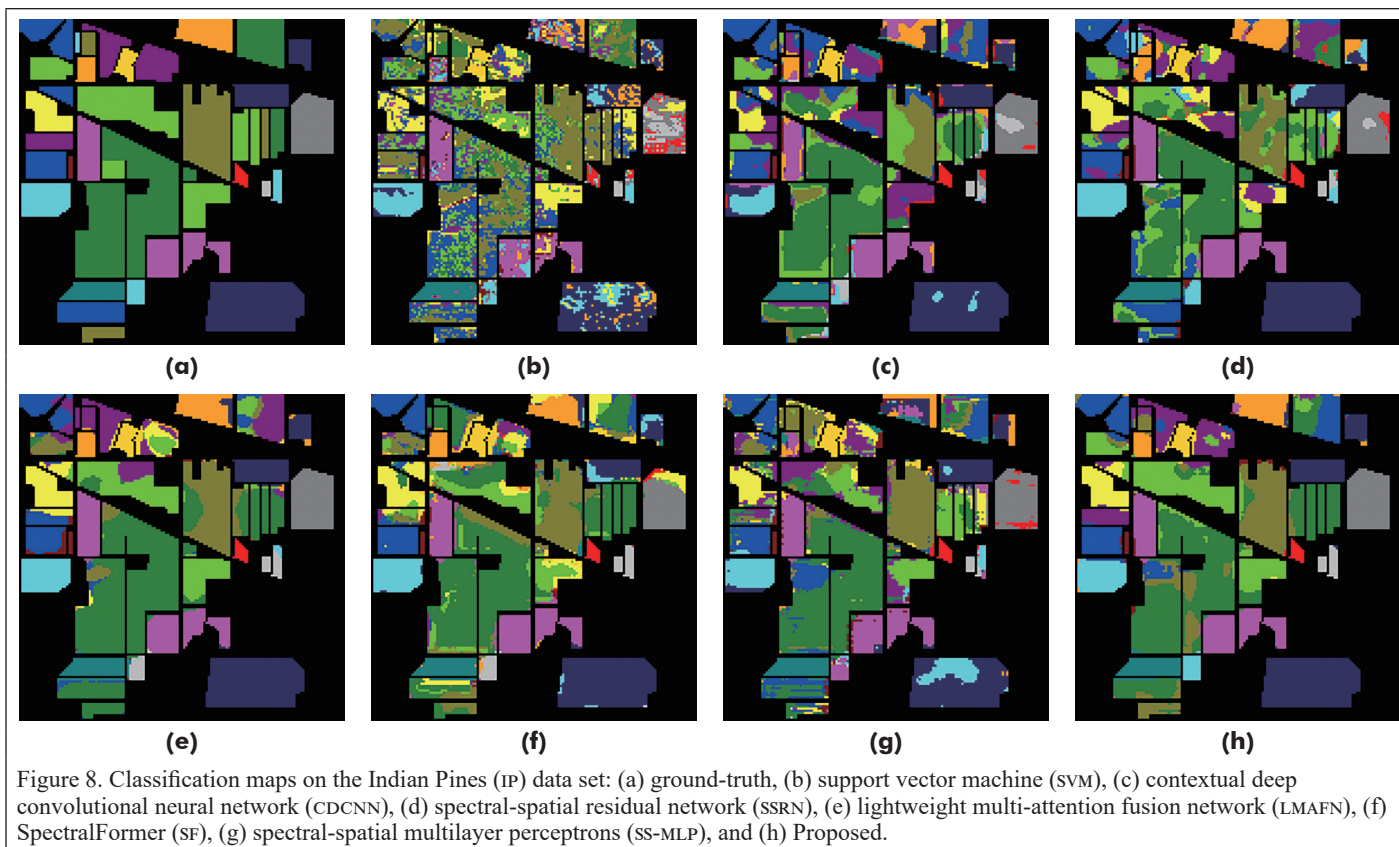 (a)
(b)
(c)
(d)
(e)
(f)
(g)
(h)
Figure 8. Classification maps on the Indian Pines (IP) data set: (a) ground-truth, (b) support vector machine (SVM), (c) contextual deep
convolutional neural network (CDCNN), (d) spectral-spatial residual network (SSRN), (e) lightweight multi-attention fusion network (LMAFN), (f)
SpectralFormer (SF), (g) spectral-spatial multilayer perceptrons (SS-MLP), and (h) Proposed.